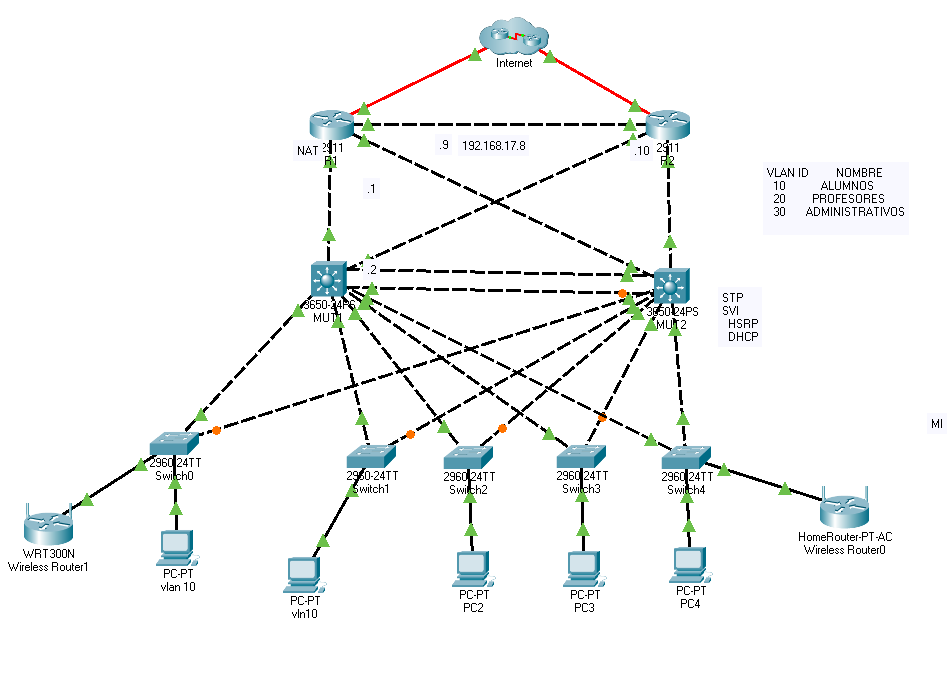 Internet
NAT
2911
R1
.9
192.168.17.8
.10
2911
R2
VLAN ID NOMBRE
10 ALUMNOS
20 PROFESORES
30 ADMINISTRATIVOS
.1
.2
3650-24PS
MUT1
3650-24PS
MUT2
STP
SVI
HSRP
DHCP
MI
2960-24TT
Switch0
2960-24TT
Switch1
2960-24TT
Switch2
2960-24TT
Switch3
2960-24TT
Switch4
WRT300N
Wireless Router1
PC-PT
vlan 10
PC-PT
vln10
PC-PT
PC2
PC-PT
PC3
PC-PT
PC4
HomeRouter-PT-AC
Wireless Router0